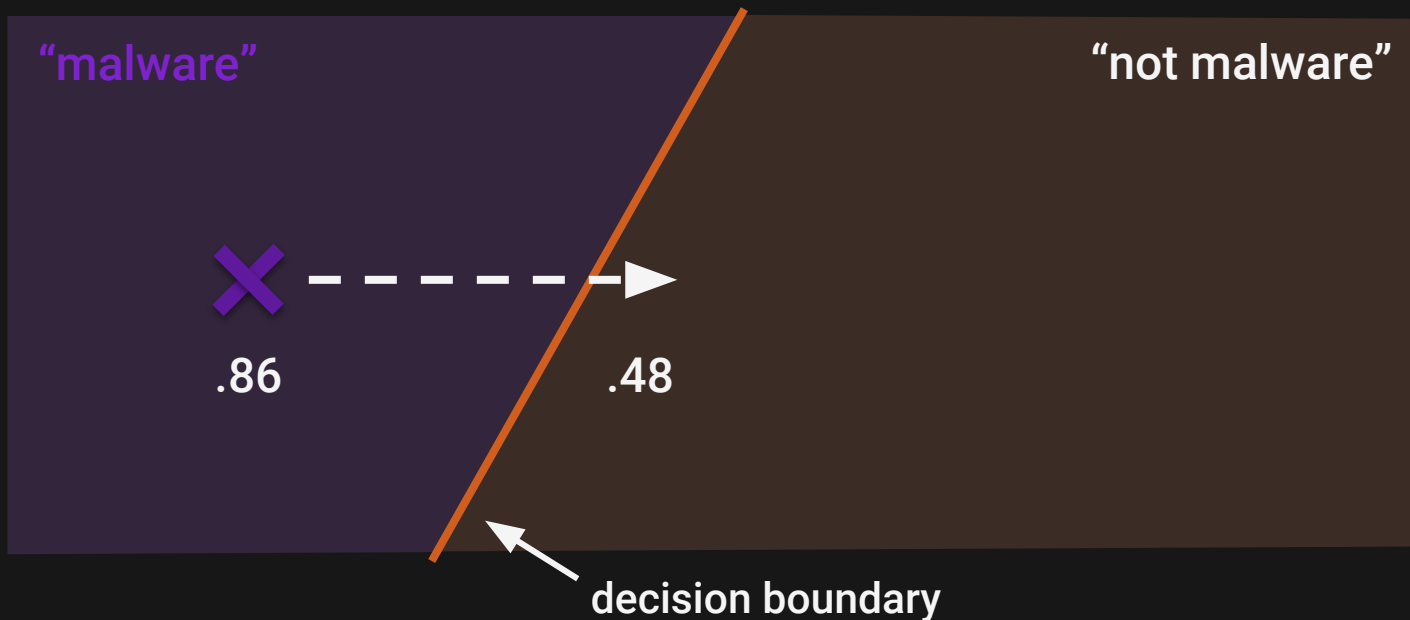 “malware”
“not malware”
.86
.48
decision boundary